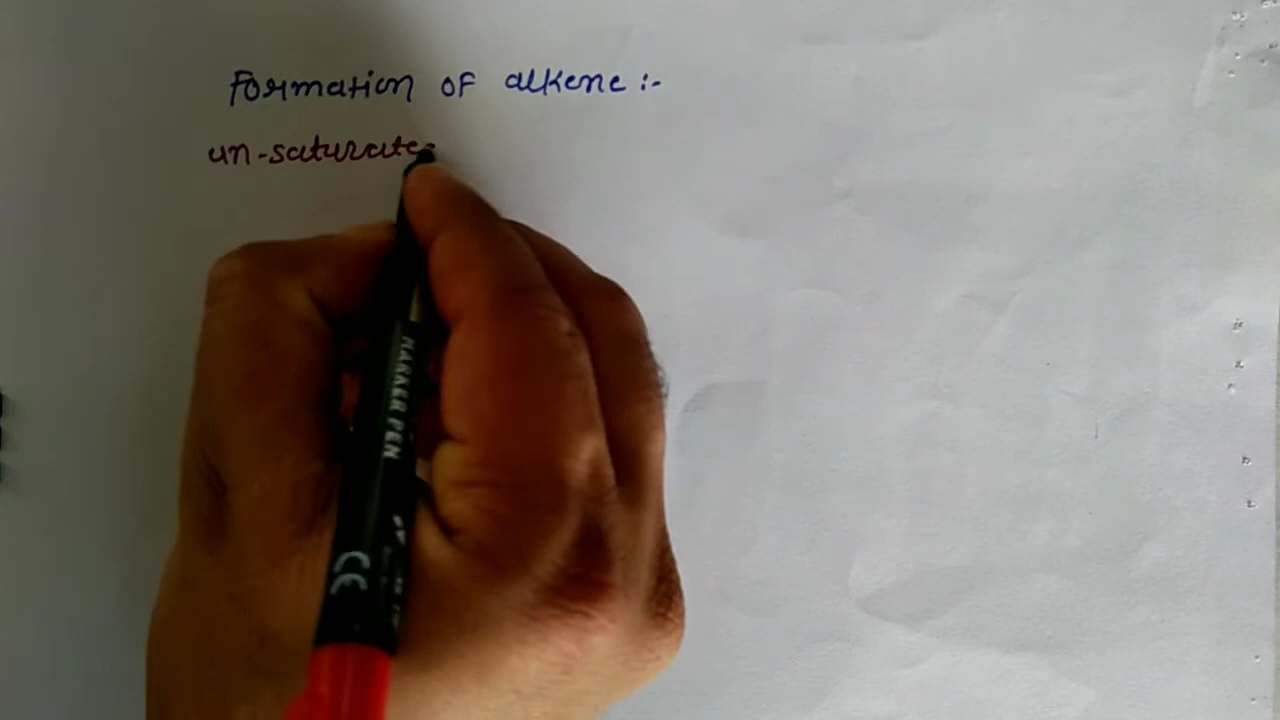 Formation of alkene :-
un-saturate
MARKER PEN
CE